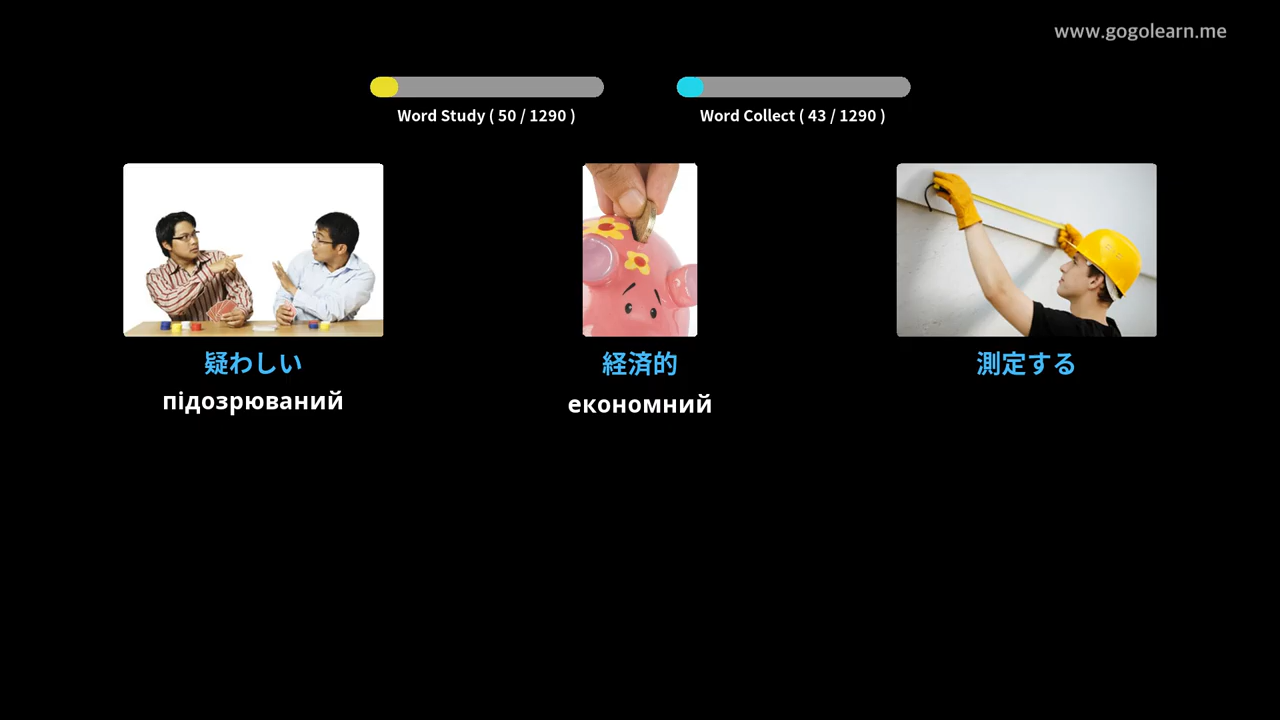 www.gogolearn.me
Word Study ( 50 / 1290 )
Word Collect ( 43 / 1290 )
疑わしい
підозрюваний
経済的
економний
測定する